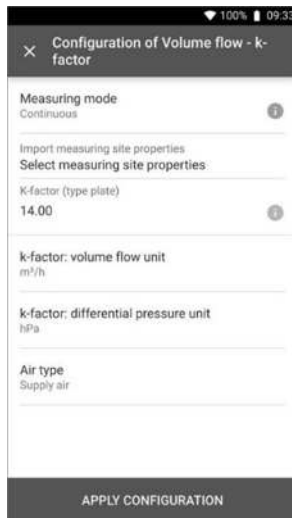 100% 09:33
Configuration of Volume flow - k-
factor
Measuring mode
Continuous
Import measuring site properties
Select measuring site properties
K-factor (type plate)
14.00
k-factor: volume flow unit
m³/h
k-factor: differential pressure unit
hPa
Air type
Supply air
APPLY CONFIGURATION